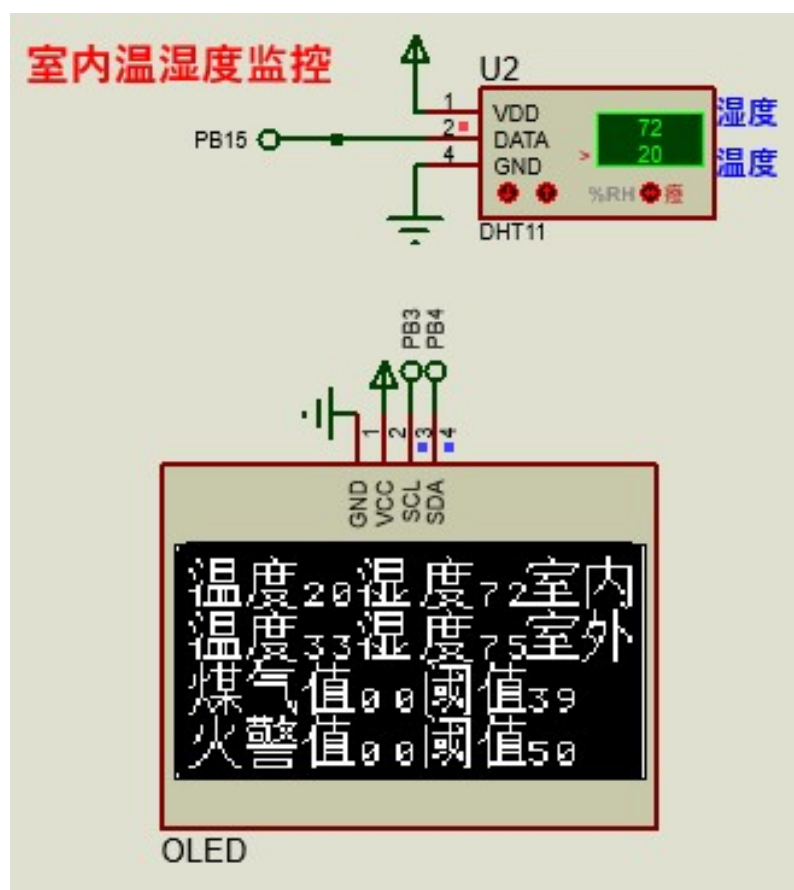 室内温湿度监控
U2
1 VDD
72 湿度
PB15
2 DATA
> 20 温度
4 GND
%RH
DHT11
PB3
PB4
1 2 3 4
GND
VCC
SCL
SDA
温度20湿度72室内
温度33湿度75室外
煤气值00阈值39
火警值00阈值50
OLED